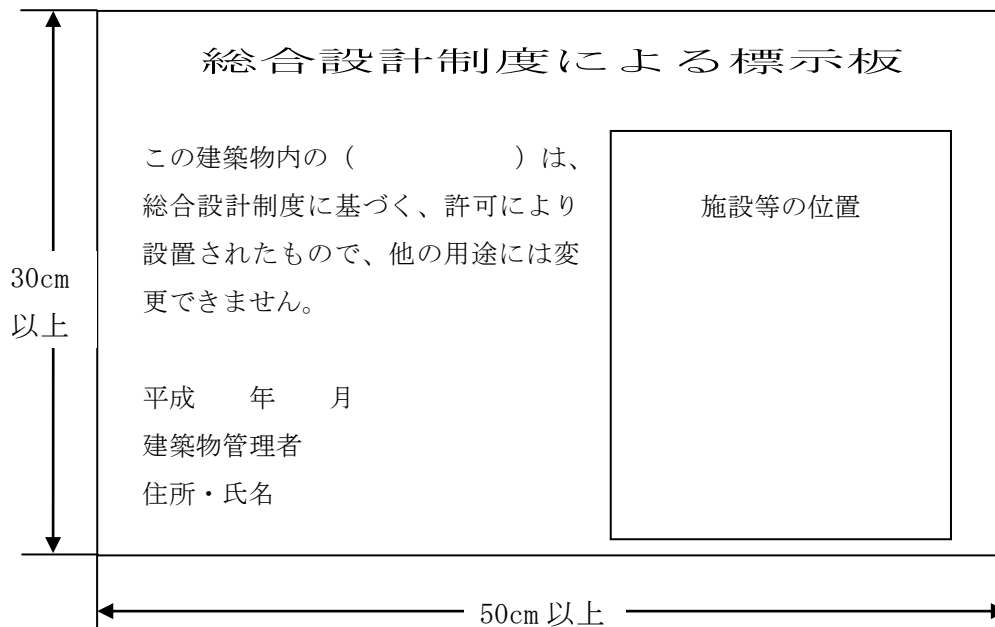 総合設計制度による標示板
この建築物内の（　　　　　　）は、
総合設計制度に基づく、許可により
設置されたもので、他の用途には変
更できません。
平成　　年　　月
建築物管理者
住所・氏名
施設等の位置
30cm
以上
50cm 以上